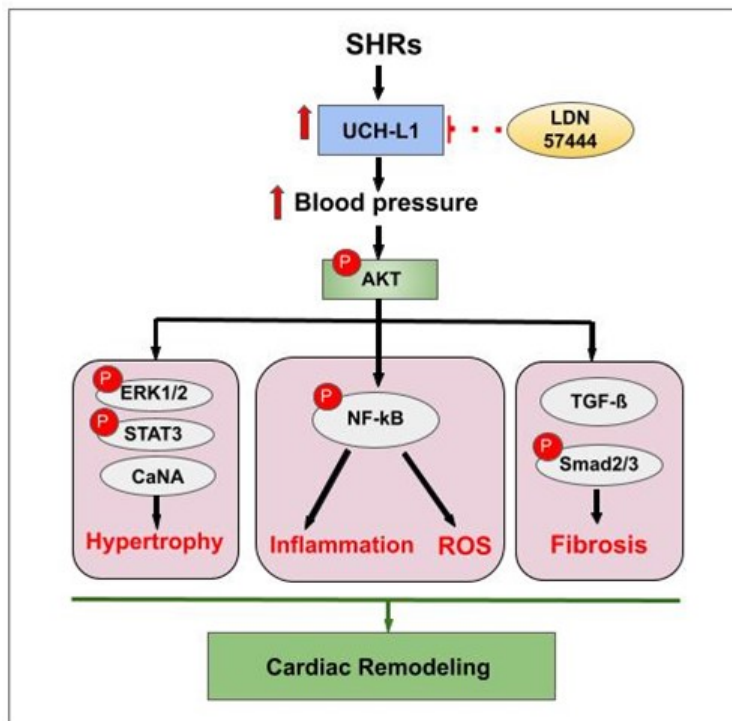 SHRs
UCH-L1
LDN
57444
Blood pressure
P
AKT
P
ERK1/2
P
STAT3
CaNA
Hypertrophy
P
NF-kB
Inflammation
ROS
TGF-ß
P
Smad2/3
Fibrosis
Cardiac Remodeling